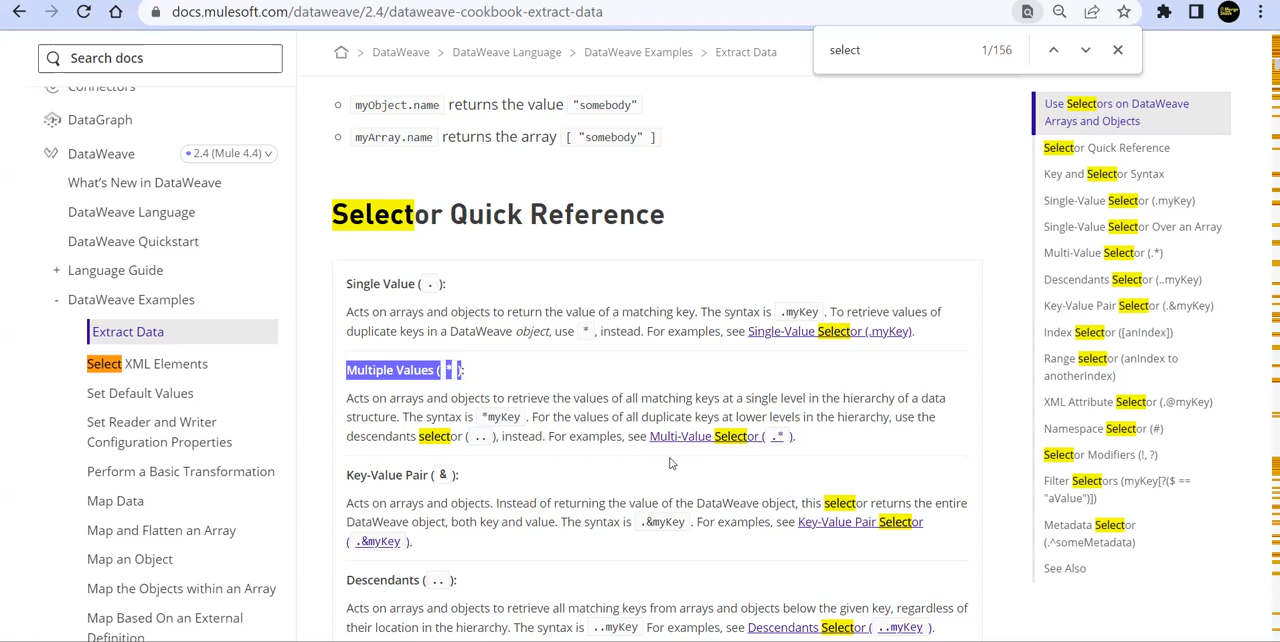 docs.mulesoft.com/dataweave/2.4/dataweave-cookbook-extract-data
select
1/156
Search docs
DataWeave
DataWeave Language
DataWeave Examples
Extract Data
Connectors
DataGraph
DataWeave
2.4 (Mule 4.4)
What's New in DataWeave
DataWeave Language
DataWeave Quickstart
+ Language Guide
- DataWeave Examples
Extract Data
Select XML Elements
Set Default Values
Set Reader and Writer
Configuration Properties
Perform a Basic Transformation
Map Data
Map and Flatten an Array
Map an Object
Map the Objects within an Array
Map Based On an External
Definition
myObject.name returns the value "somebody"
myArray.name returns the array [ "somebody" ]
Selector Quick Reference
Single Value ( . ):
Acts on arrays and objects to return the value of a matching key. The syntax is .myKey . To retrieve values of
duplicate keys in a DataWeave object, use * , instead. For examples, see Single-Value Selector (.myKey).
Multiple Values ( * ):
Acts on arrays and objects to retrieve the values of all matching keys at a single level in the hierarchy of a data
structure. The syntax is *myKey . For the values of all duplicate keys at lower levels in the hierarchy, use the
descendants selector ( .. ), instead. For examples, see Multi-Value Selector ( .* ).
Key-Value Pair ( & ):
Acts on arrays and objects. Instead of returning the value of the DataWeave object, this selector returns the entire
DataWeave object, both key and value. The syntax is .&myKey . For examples, see Key-Value Pair Selector
( .&myKey ).
Descendants ( .. ):
Acts on arrays and objects to retrieve all matching keys from arrays and objects below the given key, regardless of
their location in the hierarchy. The syntax is ..myKey For examples, see Descendants Selector ( ..myKey ).
Use Selectors on DataWeave
Arrays and Objects
Selector Quick Reference
Key and Selector Syntax
Single-Value Selector (.myKey)
Single-Value Selector Over an Array
Multi-Value Selector (.*)
Descendants Selector (..myKey)
Key-Value Pair Selector (.&myKey)
Index Selector ([anIndex])
Range selector (anIndex to
anotherIndex)
XML Attribute Selector (.@myKey)
Namespace Selector (#)
Selector Modifiers (!, ?)
Filter Selectors (myKey[?($ ==
"aValue")])
Metadata Selector
(.^someMetadata)
See Also